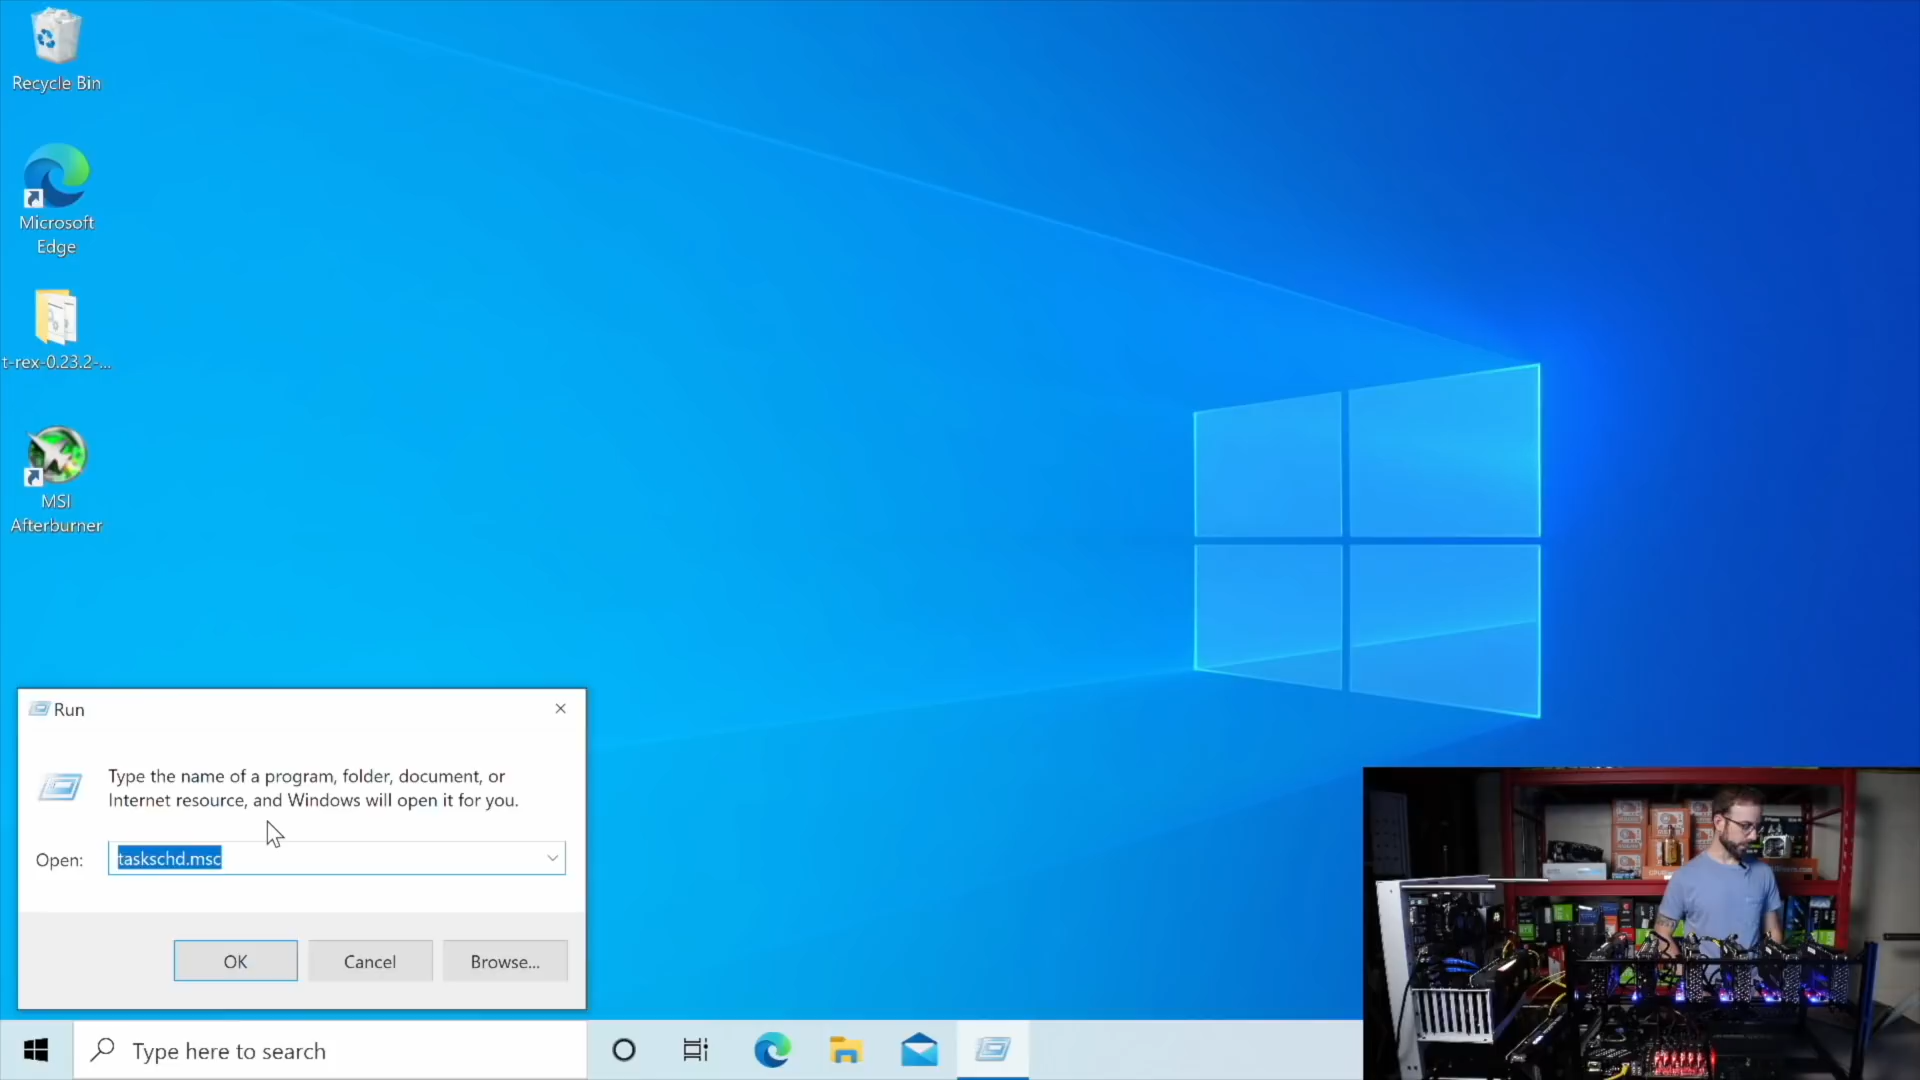 Recycle Bin
Microsoft
Edge
t-rex-0.23.2-...
MSI
Afterburner
Run
Type the name of a program, folder, document, or
Internet resource, and Windows will open it for you.
Open:
taskschd.msc
OK
Cancel
Browse...
Type here to search